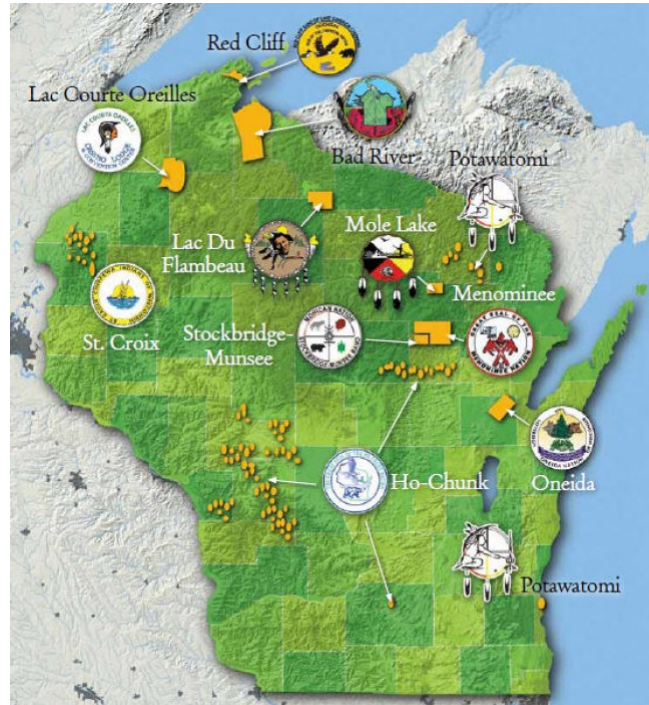 Red Cliff
Lac Courte Oreilles
Bad River
Potawatomi
Lac Du
Flambeau
Mole Lake
Menominee
St. Croix
Stockbridge-
Munsee
Ho-Chunk
Oneida
Potawatomi